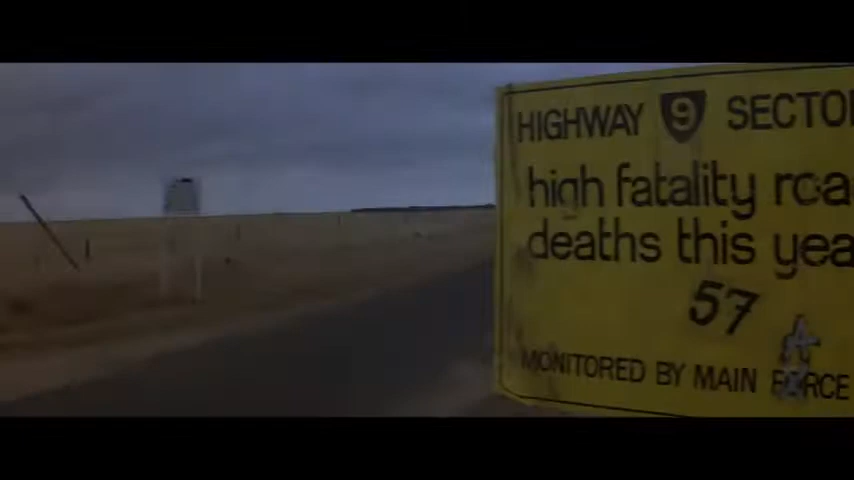 HIGHWAY 9 SECTO
high fatality roa
deaths this yea
57
MONITORED BY MAIN FORCE